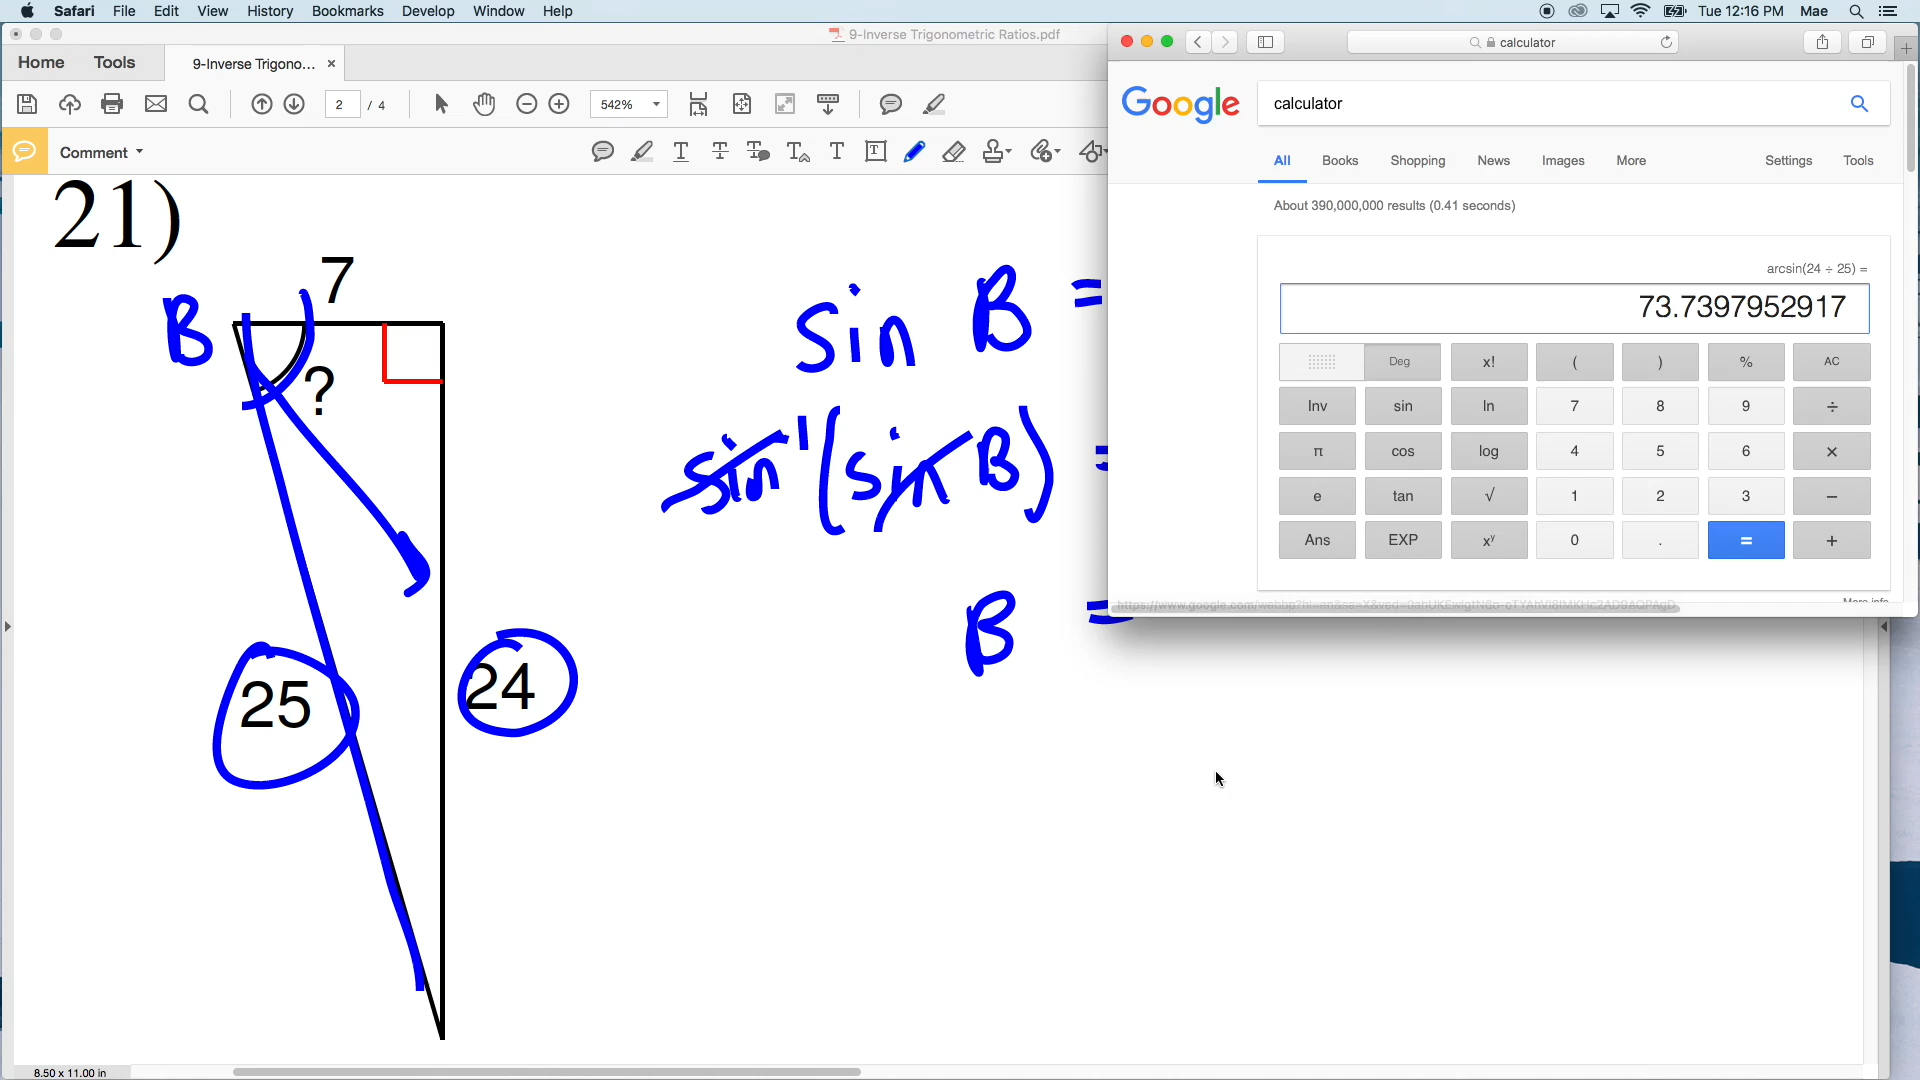 Safari File Edit View History Bookmarks Develop Window Help Tue 12:16 PM Mae
9-Inverse Trigonometric Ratios.pdf
Home Tools 9-Inverse Trigono... ×
2 / 4 542%
Comment
calculator
Google calculator
All Books Shopping News Images More Settings Tools
About 390,000,000 results (0.41 seconds)
arcsin(24 ÷ 25) =
73.7397952917
Deg x! ( ) % AC
Inv sin ln 7 8 9 ÷
π cos log 4 5 6 ×
e tan √ 1 2 3 −
Ans EXP xʸ 0 . = +
21)
7
B
?
25
24
sin B =
sin⁻¹(sin B) =
B =
8.50 x 11.00 in